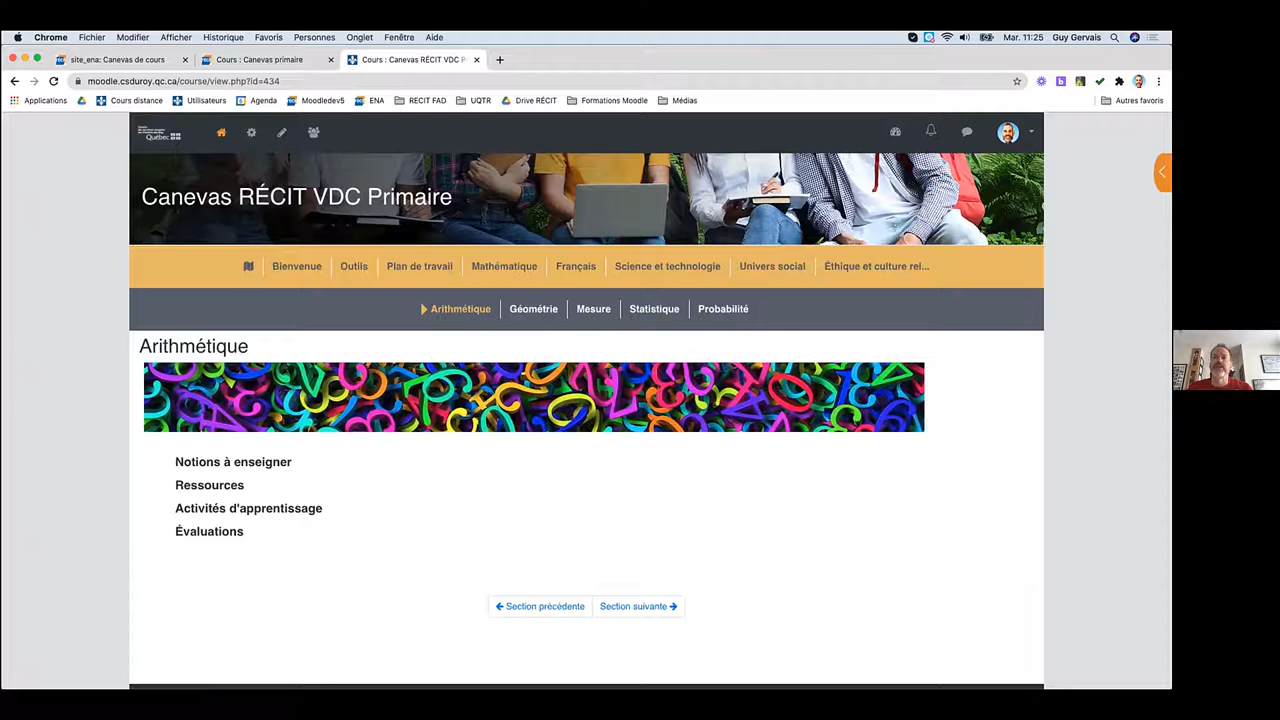 Chrome Fichier Modifier Afficher Historique Favoris Personnes Onglet Fenêtre Aide Mar. 11:25 Guy Gervais
site_ena: Canevas de cours Cours : Canevas primaire Cours : Canevas RÉCIT VDC P
moodle.csduroy.qc.ca/course/view.php?id=434
Applications Cours distance Utilisateurs Agenda Moodledev5 ENA RECIT FAD UQTR Drive RÉCIT Formations Moodle Médias Autres favoris
Québec
Canevas RÉCIT VDC Primaire
Bienvenue Outils Plan de travail Mathématique Français Science et technologie Univers social Éthique et culture rel...
Arithmétique Géométrie Mesure Statistique Probabilité
Arithmétique
Notions à enseigner
Ressources
Activités d'apprentissage
Évaluations
Section précédente Section suivante